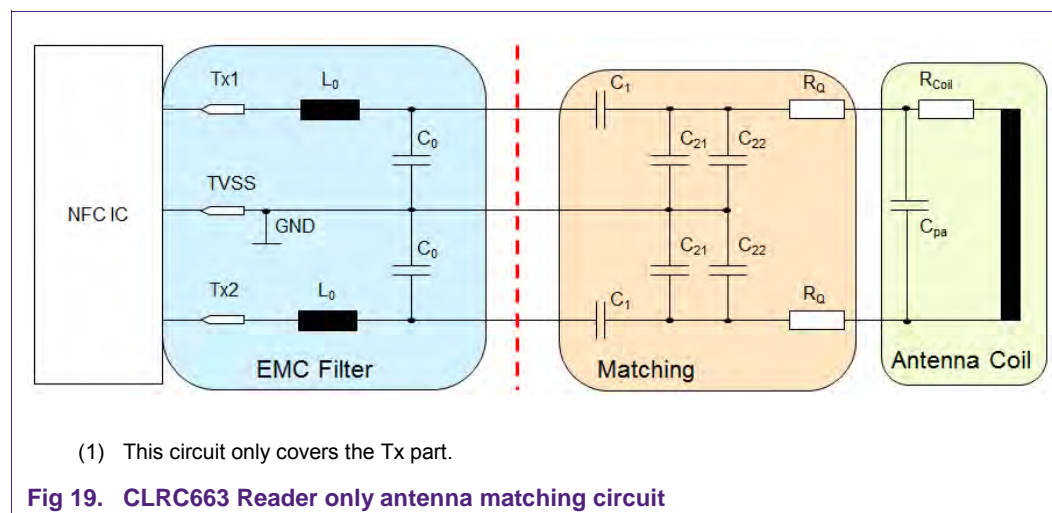 Tx1
L0
C1
RQ
RCoil
C0
C21
C22
TVSS
NFC IC
GND
Cpa
C0
C21
C22
Tx2
L0
C1
RQ
EMC Filter
Matching
Antenna Coil
(1) This circuit only covers the Tx part.
Fig 19. CLRC663 Reader only antenna matching circuit